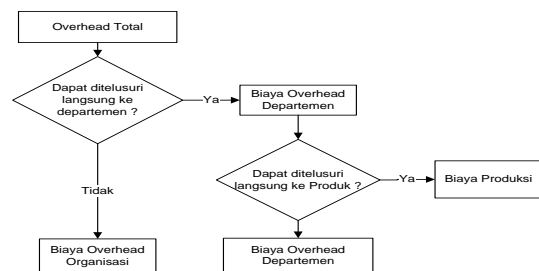 Overhead Total
Dapat ditelusuri
langsung ke
departemen ?
Ya
Biaya Overhead
Departemen
Tidak
Dapat ditelusuri
langsung ke Produk ?
Ya
Biaya Produksi
Biaya Overhead
Organisasi
Biaya Overhead
Departemen